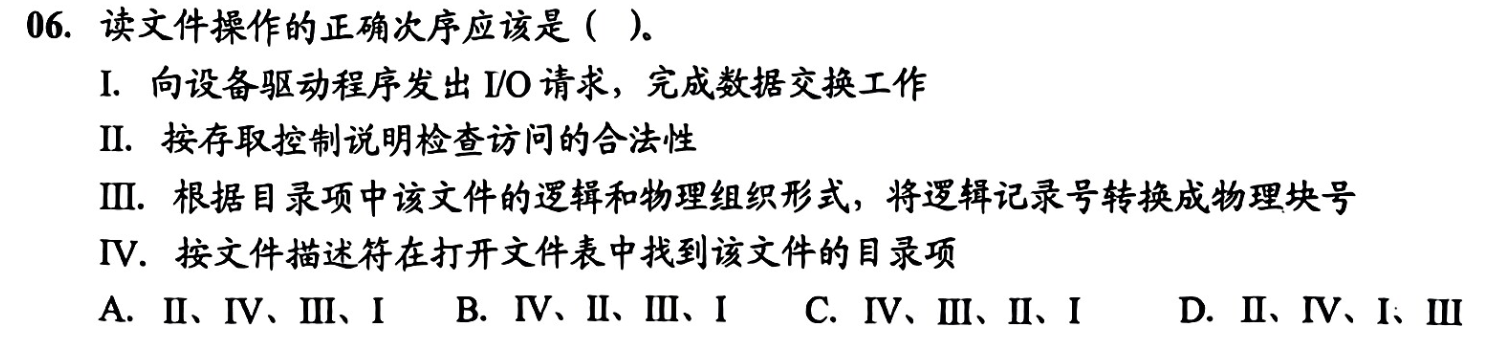 06. 读文件操作的正确次序应该是（ ）。
I. 向设备驱动程序发出 I/O 请求，完成数据交换工作
II. 按存取控制说明检查访问的合法性
III. 根据目录项中该文件的逻辑和物理组织形式，将逻辑记录号转换成物理块号
IV. 按文件描述符在打开文件表中找到该文件的目录项
A. II、IV、III、I B. IV、II、III、I C. IV、III、II、I D. II、IV、I、III